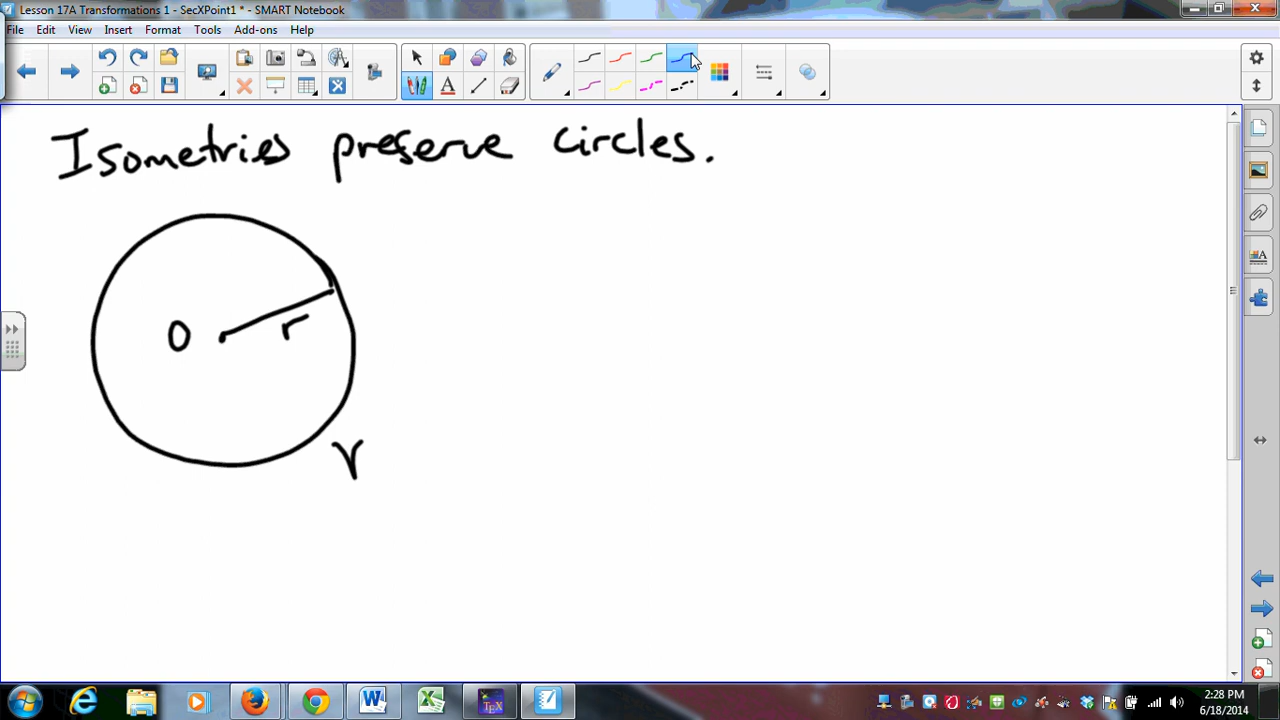 Lesson 17A Transformations 1 - SecXPoint1 * - SMART Notebook
File Edit View Insert Format Tools Add-ons Help
Isometries preserve circles.
O
r
γ
2:28 PM
6/18/2014